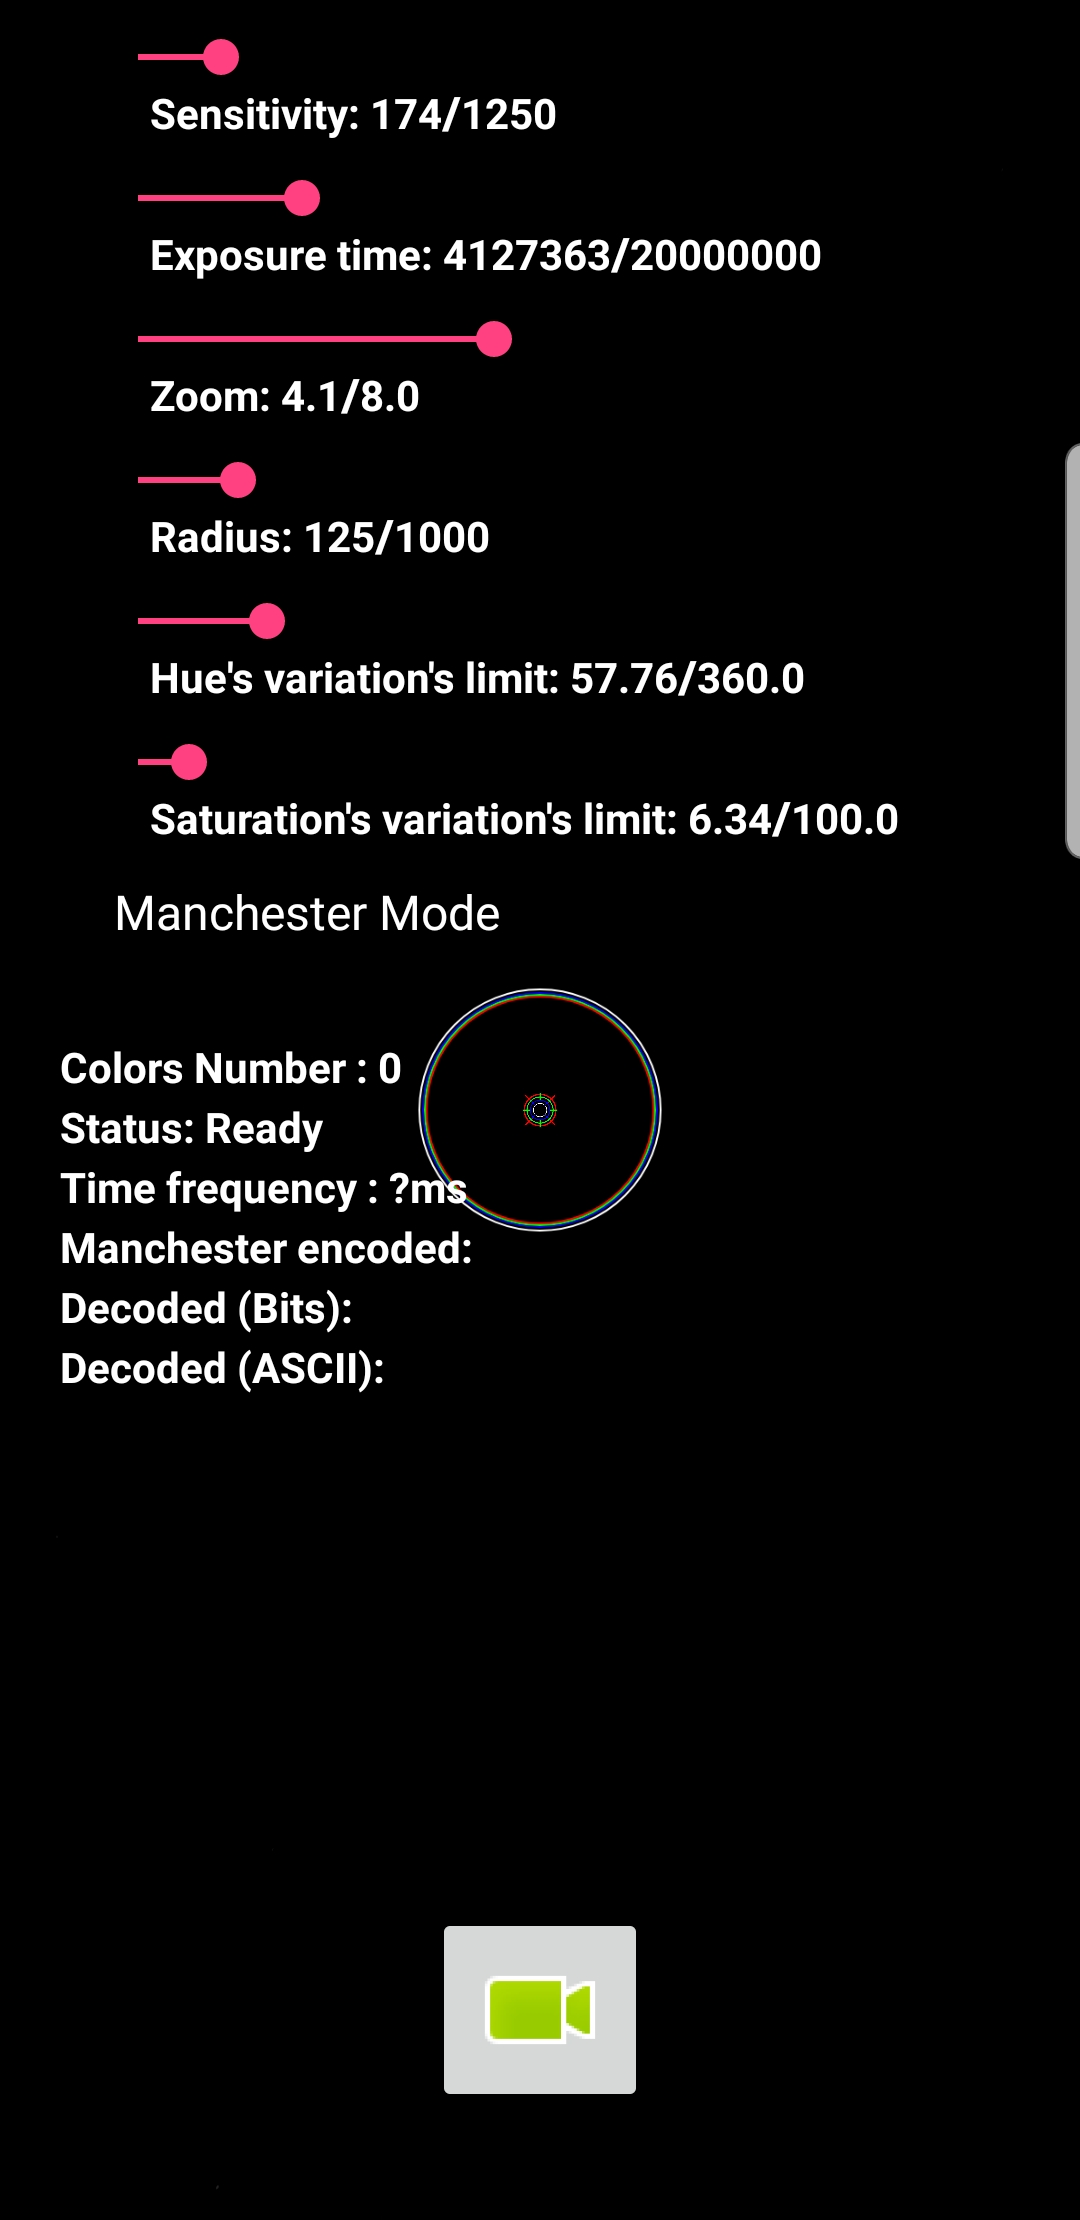 Sensitivity: 174/1250
Exposure time: 4127363/20000000
Zoom: 4.1/8.0
Radius: 125/1000
Hue's variation's limit: 57.76/360.0
Saturation's variation's limit: 6.34/100.0
Manchester Mode
Colors Number : 0
Status: Ready
Time frequency : ?ms
Manchester encoded:
Decoded (Bits):
Decoded (ASCII):